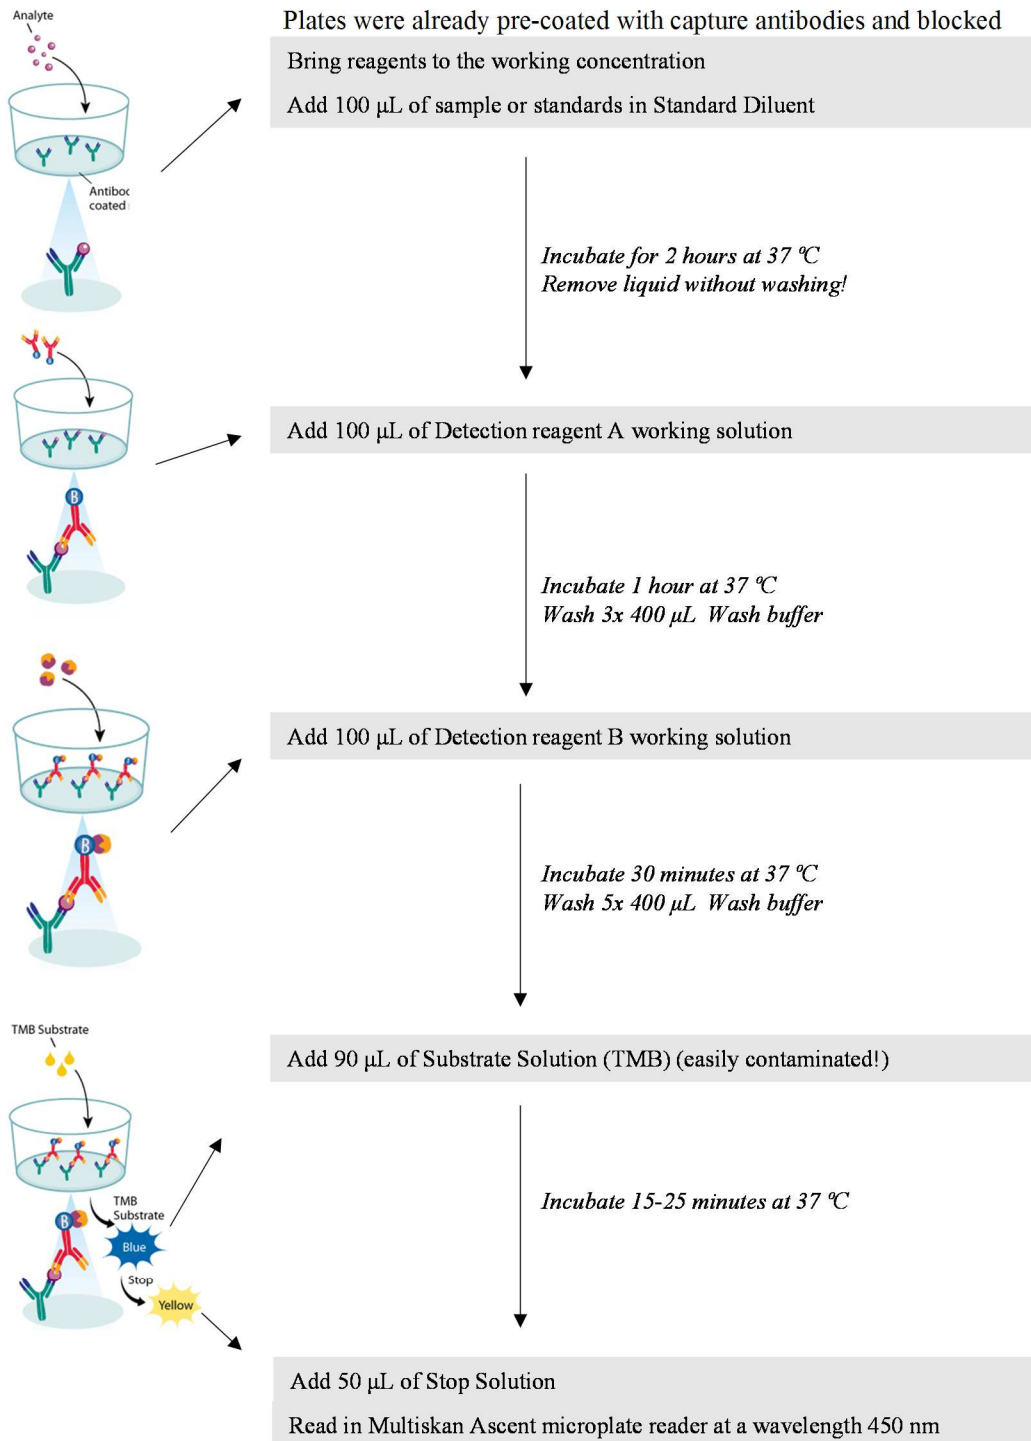 Analyte
Plates were already pre-coated with capture antibodies and blocked
Bring reagents to the working concentration
Add 100 μL of sample or standards in Standard Diluent
coated
Incubate for 2 hours at 37 ºC
Remove liquid without washing!
B
Add 100 μL of Detection reagent A working solution
Incubate 1 hour at 37 ºC
Wash 3x 400 μL Wash buffer
Add 100 μL of Detection reagent B working solution
B
Incubate 30 minutes at 37 ºC
Wash 5x 400 μL Wash buffer
TMB Substrate
Add 90 μL of Substrate Solution (TMB) (easily contaminated!)
TMB
Substrate
B
Blue
Stop
Yellow
Incubate 15-25 minutes at 37 ºC
Add 50 μL of Stop Solution
Read in Multiskan Ascent microplate reader at a wavelength 450 nm